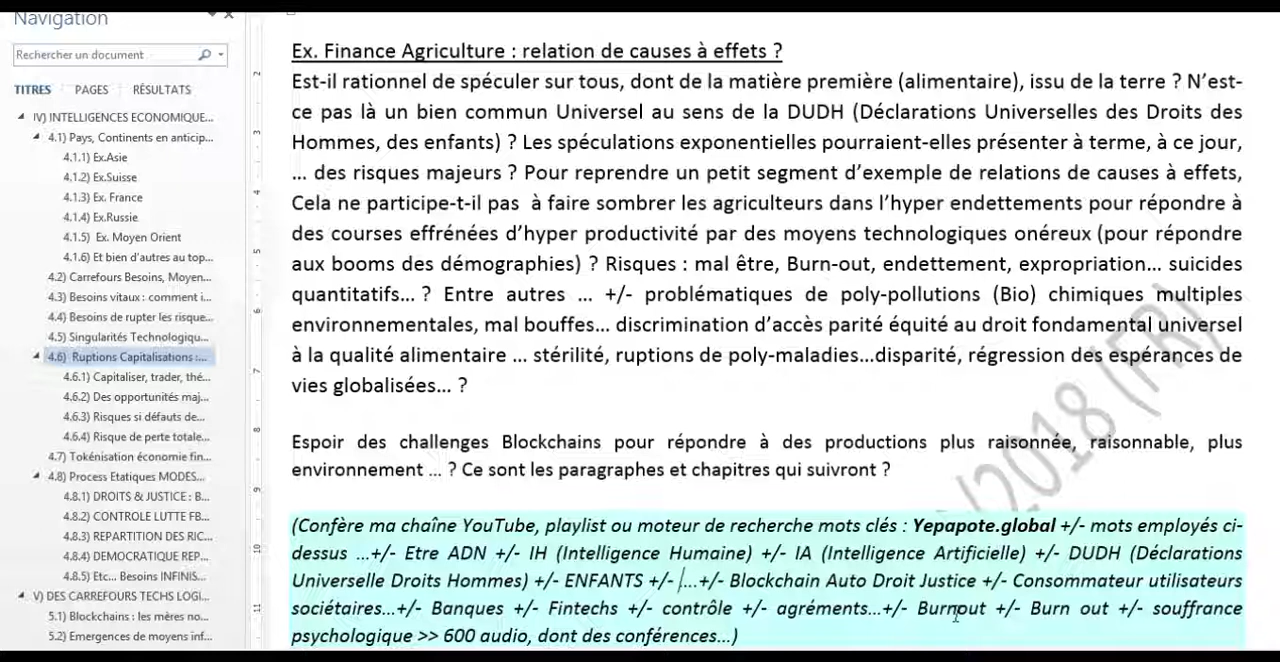 Navigation
Rechercher un document
TITRES PAGES RÉSULTATS
IV) INTELLIGENCES ECONOMIQUE...
4.1) Pays, Continents en anticip...
4.1.1) Ex.Asie
4.1.2) Ex.Suisse
4.1.3) Ex. France
4.1.4) Ex.Russie
4.1.5) Ex. Moyen Orient
4.1.6) Et bien d'autres au top...
4.2) Carrefours Besoins, Moyen...
4.3) Besoins vitaux : comment i...
4.4) Besoins de rupter les risque...
4.5) Singularités Technologiqu...
4.6) Ruptions Capitalisations :...
4.6.1) Capitaliser, trader, thé...
4.6.2) Des opportunités maj...
4.6.3) Risques si défauts de...
4.6.4) Risque de perte totale...
4.7) Tokénisation économie fin...
4.8) Process Etatiques MODES...
4.8.1) DROITS & JUSTICE : B...
4.8.2) CONTROLE LUTTE FB...
4.8.3) REPARTITION DES RIC...
4.8.4) DEMOCRATIQUE REP...
4.8.5) Etc... Besoins INFINIS...
V) DES CARREFOURS TECHS LOGI...
5.1) Blockchains : les mères no...
5.2) Emergences de moyens inf...
Ex. Finance Agriculture : relation de causes à effets ?
Est-il rationnel de spéculer sur tous, dont de la matière première (alimentaire), issu de la terre ? N'est-
ce pas là un bien commun Universel au sens de la DUDH (Déclarations Universelles des Droits des
Hommes, des enfants) ? Les spéculations exponentielles pourraient-elles présenter à terme, à ce jour,
... des risques majeurs ? Pour reprendre un petit segment d'exemple de relations de causes à effets,
Cela ne participe-t-il pas à faire sombrer les agriculteurs dans l'hyper endettements pour répondre à
des courses effrénées d'hyper productivité par des moyens technologiques onéreux (pour répondre
aux booms des démographies) ? Risques : mal être, Burn-out, endettement, expropriation... suicides
quantitatifs... ? Entre autres ... +/- problématiques de poly-pollutions (Bio) chimiques multiples
environnementales, mal bouffes... discrimination d'accès parité équité au droit fondamental universel
à la qualité alimentaire ... stérilité, ruptions de poly-maladies...disparité, régression des espérances de
vies globalisées... ?
Espoir des challenges Blockchains pour répondre à des productions plus raisonnée, raisonnable, plus
environnement ... ? Ce sont les paragraphes et chapitres qui suivront ?
(Confère ma chaîne YouTube, playlist ou moteur de recherche mots clés : Yepapote.global +/- mots employés ci-
dessus ...+/- Etre ADN +/- IH (Intelligence Humaine) +/- IA (Intelligence Artificielle) +/- DUDH (Déclarations
Universelle Droits Hommes) +/- ENFANTS +/- ...+/- Blockchain Auto Droit Justice +/- Consommateur utilisateurs
sociétaires...+/- Banques +/- Fintechs +/- contrôle +/- agréments...+/- Burnout +/- Burn out +/- souffrance
psychologique >> 600 audio, dont des conférences...)
2018 (FR)